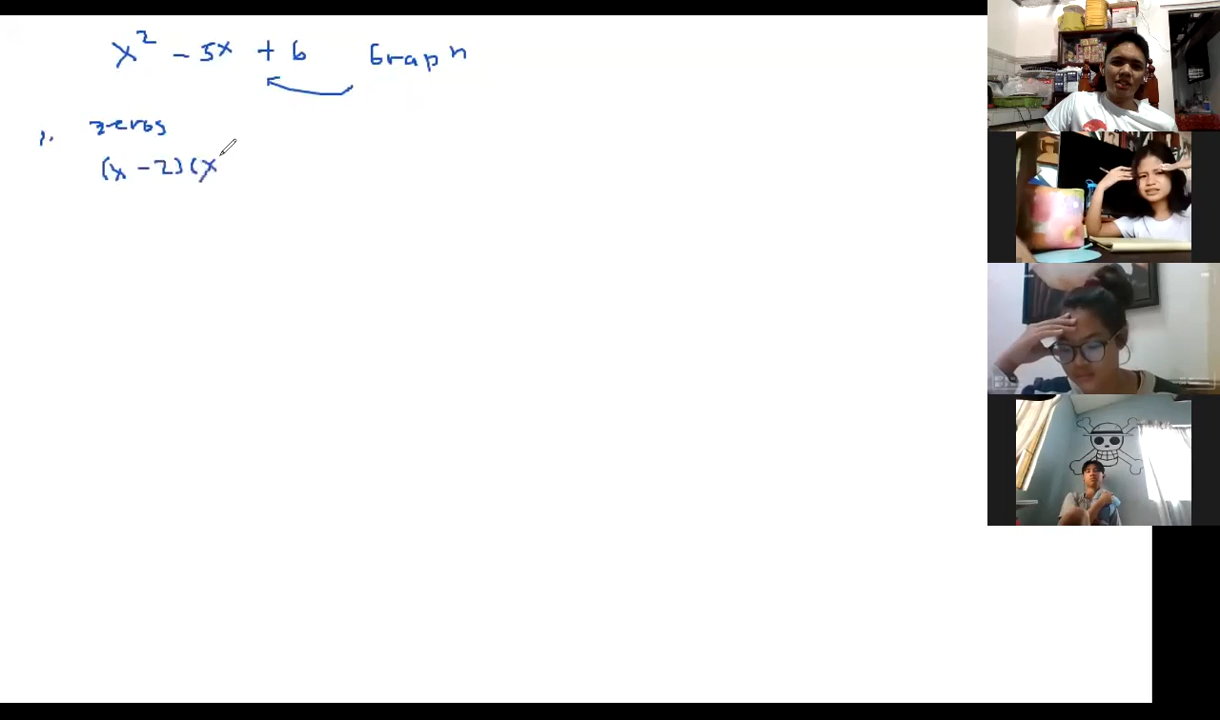 x² - 5x + 6 Graph
1. zeros
(x - 2)(x